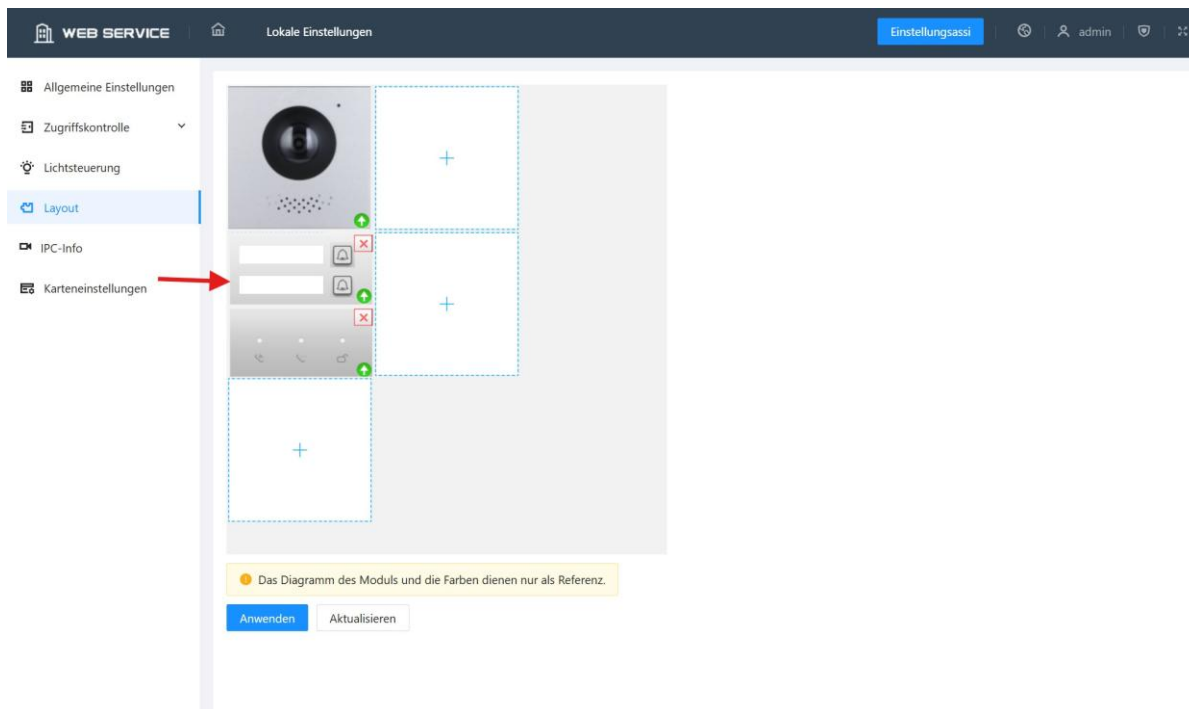 WEB SERVICE
Lokale Einstellungen
Einstellungsassi
admin
Allgemeine Einstellungen
Zugriffskontrolle
Lichtsteuerung
Layout
IPC-Info
Karteneinstellungen
Das Diagramm des Moduls und die Farben dienen nur als Referenz.
Anwenden
Aktualisieren